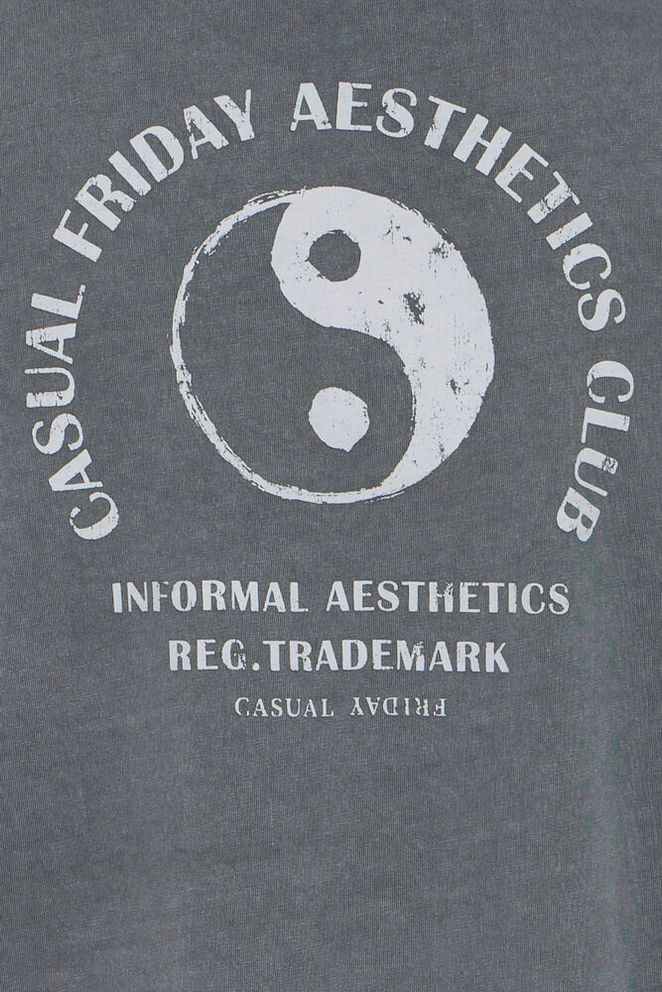 CASUAL FRIDAY AESTHETICS CLUB
INFORMAL AESTHETICS
REG.TRADEMARK
CASUAL FRIDAY